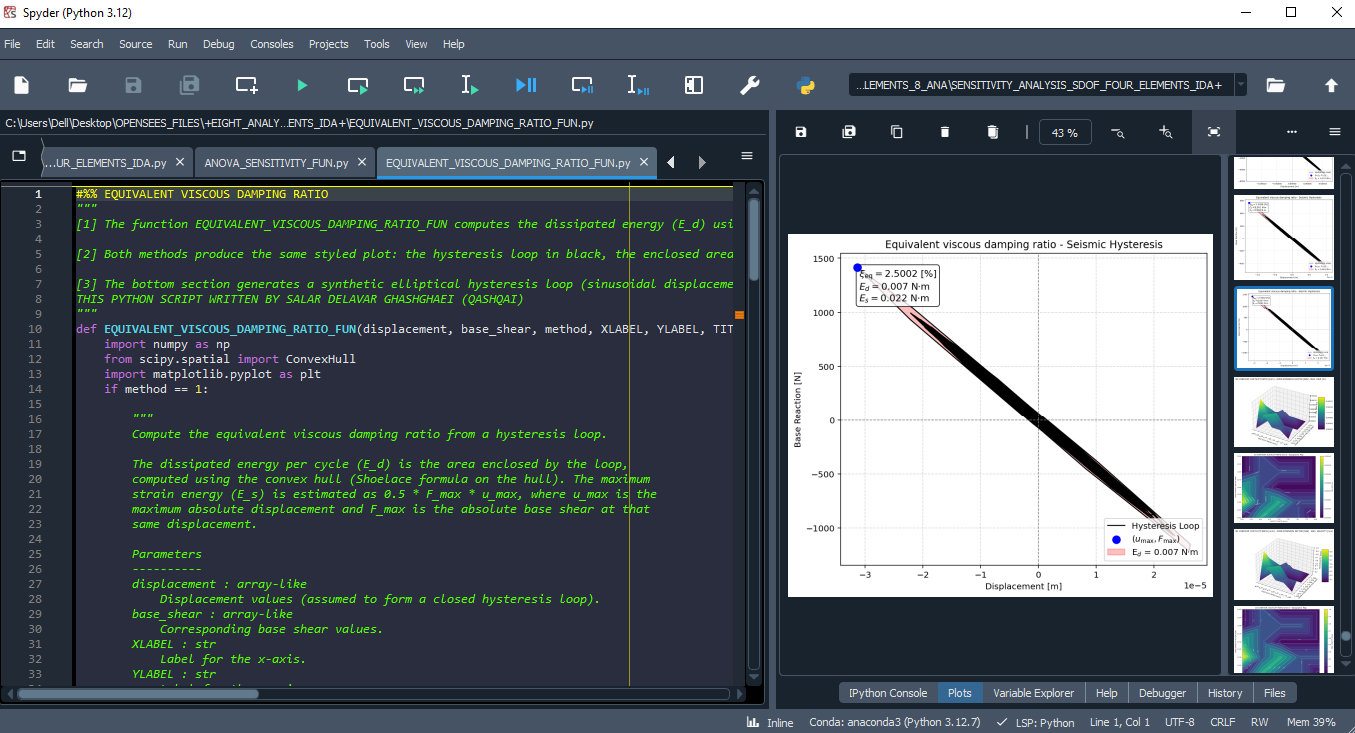 Spyder (Python 3.12)
File Edit Search Source Run Debug Consoles Projects Tools View Help
...LEMENTS_8_ANA\SENSITIVITY_ANALYSIS_SDOF_FOUR_ELEMENTS_IDA+
C:\Users\Dell\Desktop\OPENSEES_FILES\+EIGHT_ANALY...ENTS_IDA+\EQUIVALENT_VISCOUS_DAMPING_RATIO_FUN.py
...UR_ELEMENTS_IDA.py ANOVA_SENSITIVITY_FUN.py EQUIVALENT_VISCOUS_DAMPING_RATIO_FUN.py
43 %
1 #%% EQUIVALENT VISCOUS DAMPING RATIO
2 """
3 [1] The function EQUIVALENT_VISCOUS_DAMPING_RATIO_FUN computes the dissipated energy (E_d) usi
4
5 [2] Both methods produce the same styled plot: the hysteresis loop in black, the enclosed area
6
7 [3] The bottom section generates a synthetic elliptical hysteresis loop (sinusoidal displaceme
8 THIS PYTHON SCRIPT WRITTEN BY SALAR DELAVAR GHASHGHAEI (QASHQAI)
9 """
10 def EQUIVALENT_VISCOUS_DAMPING_RATIO_FUN(displacement, base_shear, method, XLABEL, YLABEL, TIT
11 import numpy as np
12 from scipy.spatial import ConvexHull
13 import matplotlib.pyplot as plt
14 if method == 1:
15
16 """
17 Compute the equivalent viscous damping ratio from a hysteresis loop.
18
19 The dissipated energy per cycle (E_d) is the area enclosed by the loop,
20 computed using the convex hull (Shoelace formula on the hull). The maximum
21 strain energy (E_s) is estimated as 0.5 * F_max * u_max, where u_max is the
22 maximum absolute displacement and F_max is the absolute base shear at that
23 same displacement.
24
25 Parameters
26 ----------
27 displacement : array-like
28 Displacement values (assumed to form a closed hysteresis loop).
29 base_shear : array-like
30 Corresponding base shear values.
31 XLABEL : str
32 Label for the x-axis.
33 YLABEL : str
Equivalent viscous damping ratio - Seismic Hysteresis
ξeq = 2.5002 [%]
Ed = 0.007 N·m
Es = 0.022 N·m
1500
1000
500
0
−500
−1000
Base Reaction [N]
Hysteresis Loop
(umax, Fmax)
Ed = 0.007 N·m
−3 −2 −1 0 1 2
1e−5
Displacement [m]
IPython Console Plots Variable Explorer Help Debugger History Files
Inline Conda: anaconda3 (Python 3.12.7) LSP: Python Line 1, Col 1 UTF-8 CRLF RW Mem 39%